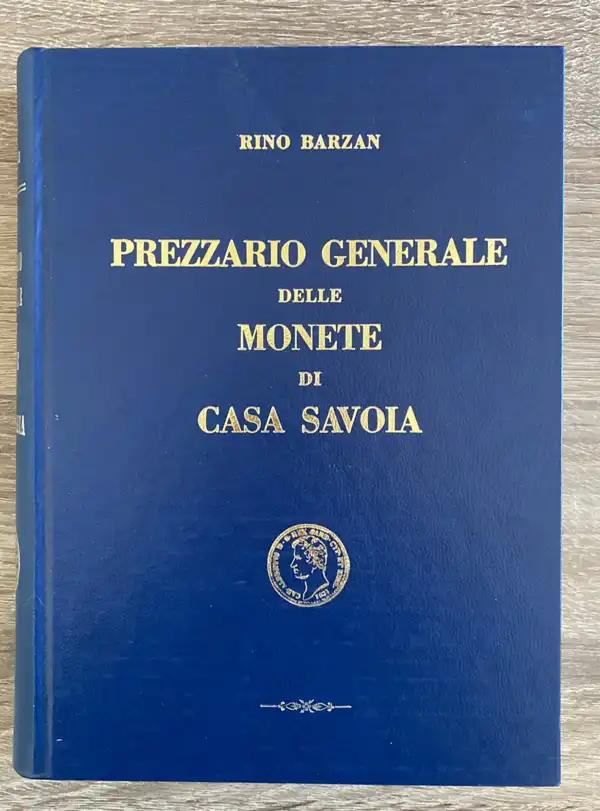 RINO BARZAN
PREZZARIO GENERALE
DELLE
MONETE
DI
CASA SAVOIA